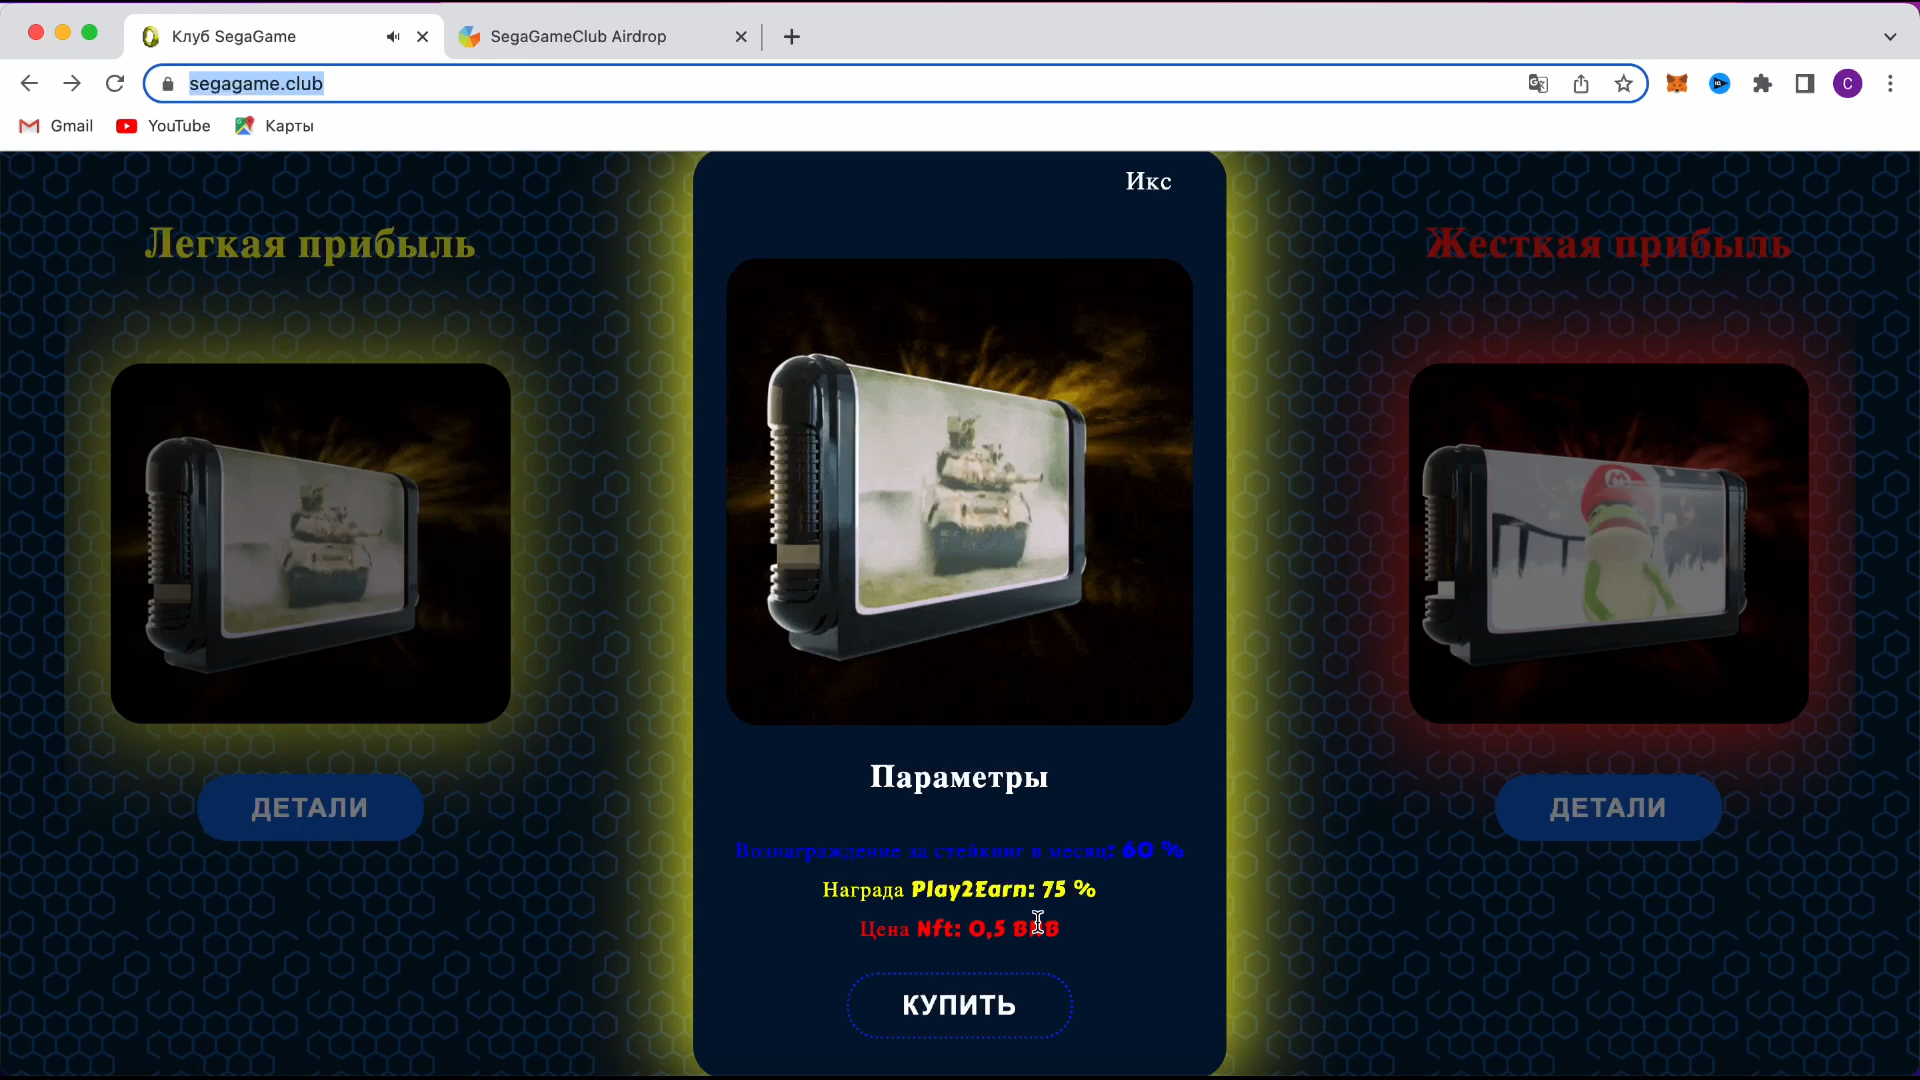 Клуб SegaGame
SegaGameClub Airdrop
segagame.club
C
Gmail
YouTube
Карты
Икс
Легкая прибыль
Жесткая прибыль
M
Параметры
ДЕТАЛИ
ДЕТАЛИ
Вознаграждение за стейкинг в месяц: 60 %
Награда Play2Earn: 75 %
Цена Nft: 0,5 BNB
КУПИТЬ